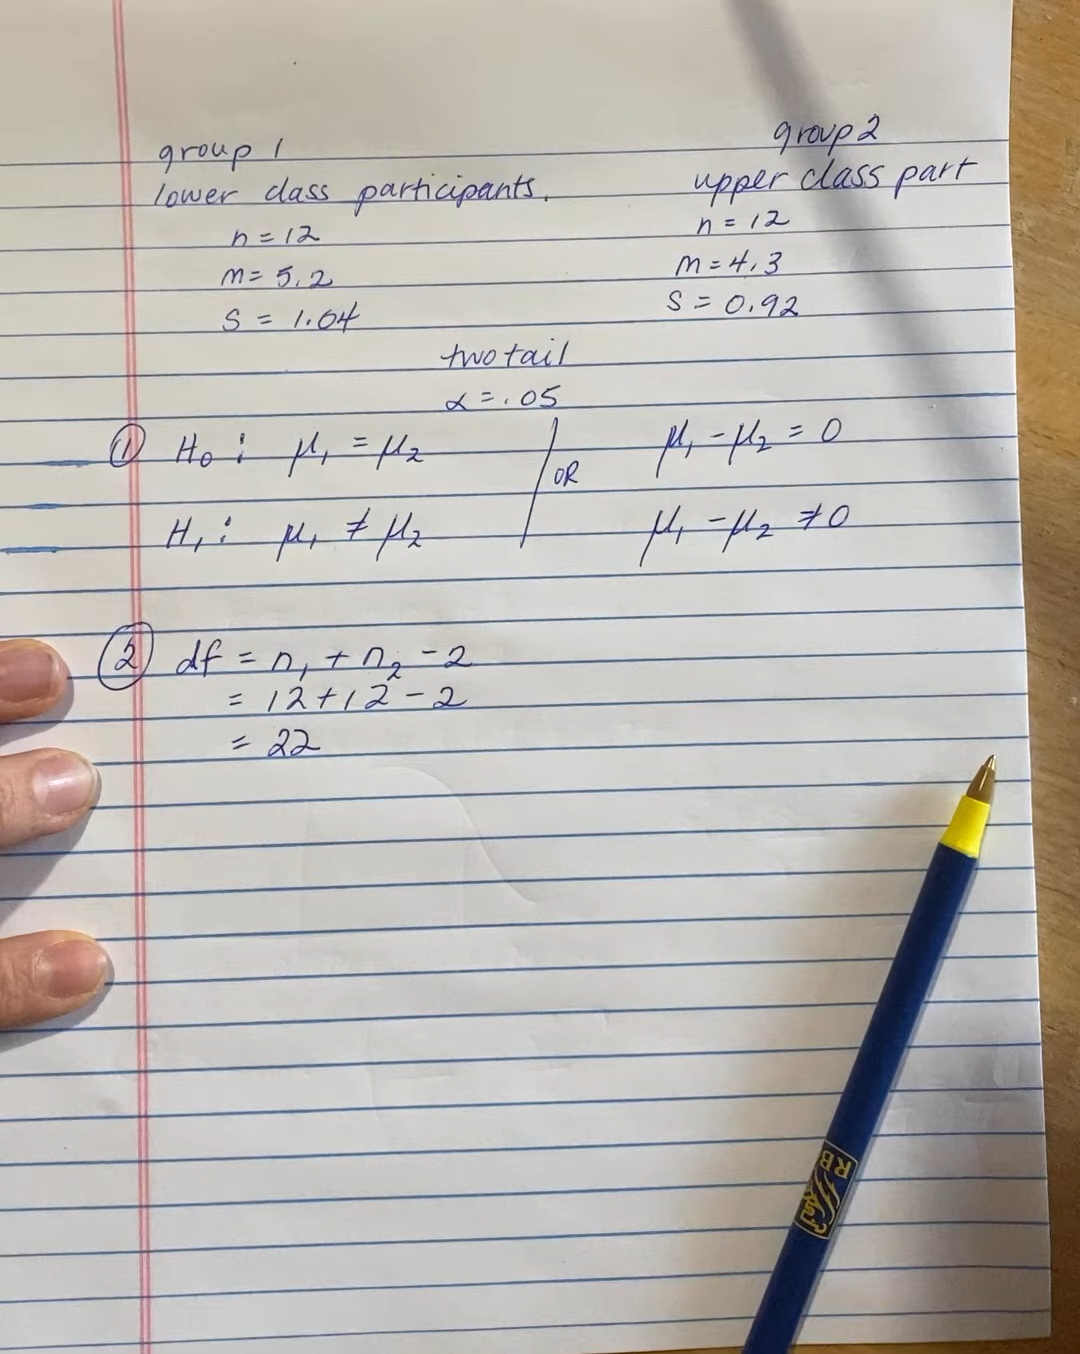 group 1
lower class participants.
n = 12
m = 5.2
S = 1.04
group 2
upper class part
n = 12
m = 4.3
S = 0.92
two tail
α = .05
① H₀ : μ₁ = μ₂ OR μ₁ - μ₂ = 0
H₁ : μ₁ ≠ μ₂ μ₁ - μ₂ ≠ 0
② df = n₁ + n₂ - 2
= 12 + 12 - 2
= 22
RB